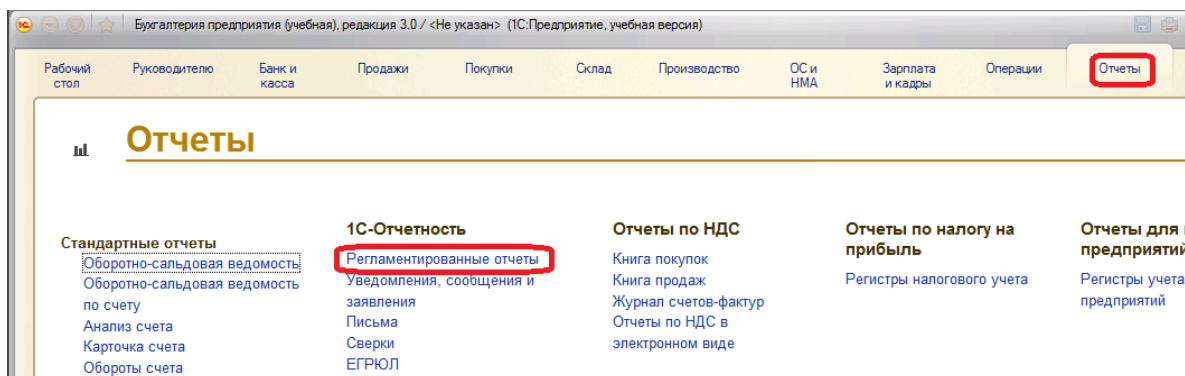 1С Бухгалтерия предприятия (учебная), редакция 3.0 / <Не указан> (1С:Предприятие, учебная версия)
Рабочий стол
Руководителю
Банк и касса
Продажи
Покупки
Склад
Производство
ОС и НМА
Зарплата и кадры
Операции
Отчеты
Отчеты
Стандартные отчеты
Оборотно-сальдовая ведомость
Оборотно-сальдовая ведомость
по счету
Анализ счета
Карточка счета
Обороты счета
1С-Отчетность
Регламентированные отчеты
Уведомления, сообщения и
заявления
Письма
Сверки
ЕГРЮЛ
Отчеты по НДС
Книга покупок
Книга продаж
Журнал счетов-фактур
Отчеты по НДС в
электронном виде
Отчеты по налогу на
прибыль
Регистры налогового учета
Отчеты для
предприятий
Регистры учета
предприятий